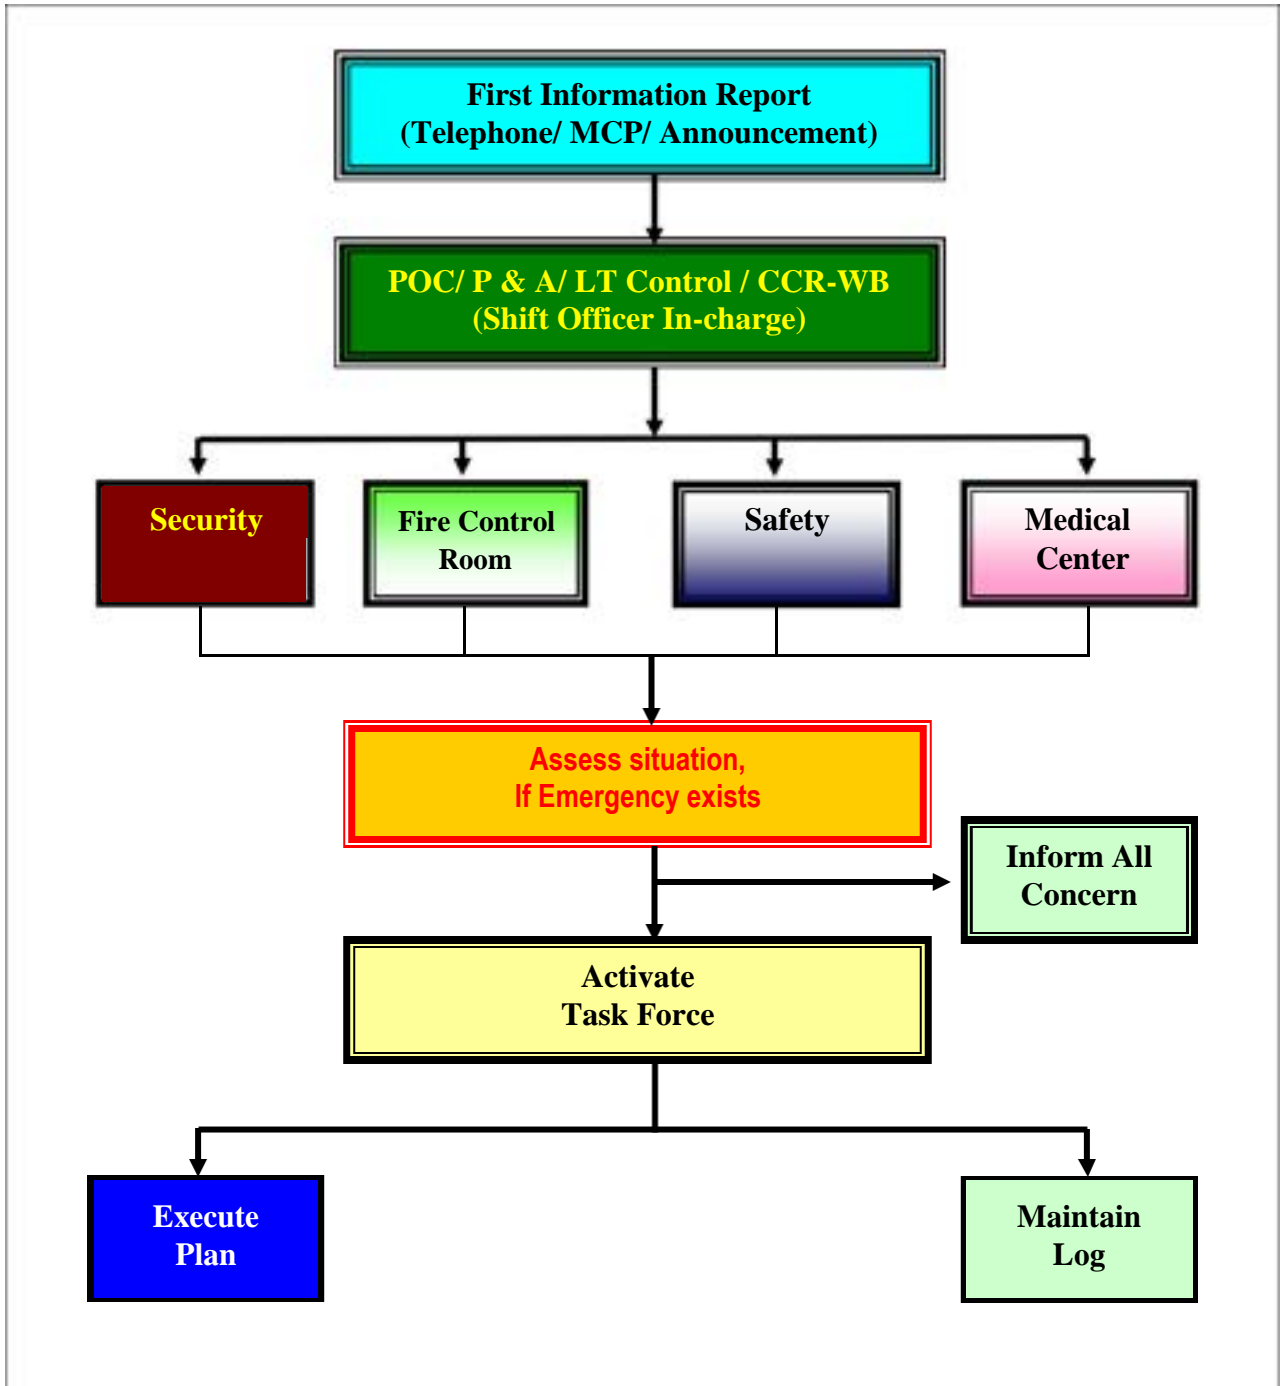 First Information Report
(Telephone/ MCP/ Announcement)
POC/ P & A/ LT Control / CCR-WB
(Shift Officer In-charge)
Security
Fire Control
Room
Safety
Medical
Center
Assess situation,
If Emergency exists
Inform All
Concern
Activate
Task Force
Execute
Plan
Maintain
Log